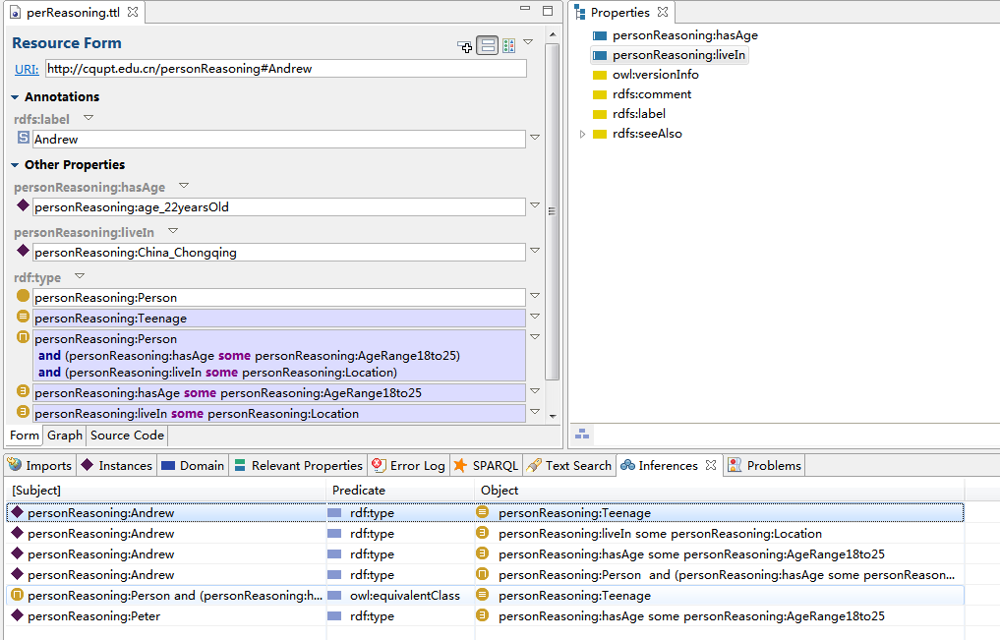 perReasoning.ttl
Resource Form
URI: http://cqupt.edu.cn/personReasoning#Andrew
Annotations
rdfs:label
S Andrew
Other Properties
personReasoning:hasAge
personReasoning:age_22yearsOld
personReasoning:liveIn
personReasoning:China_Chongqing
rdf:type
personReasoning:Person
personReasoning:Teenage
personReasoning:Person
and (personReasoning:hasAge some personReasoning:AgeRange18to25)
and (personReasoning:liveIn some personReasoning:Location)
personReasoning:hasAge some personReasoning:AgeRange18to25
personReasoning:liveIn some personReasoning:Location
Form Graph Source Code
Properties
personReasoning:hasAge
personReasoning:liveIn
owl:versionInfo
rdfs:comment
rdfs:label
rdfs:seeAlso
Imports Instances Domain Relevant Properties Error Log SPARQL Text Search Inferences Problems
[Subject] Predicate Object
personReasoning:Andrew rdf:type personReasoning:Teenage
personReasoning:Andrew rdf:type personReasoning:liveIn some personReasoning:Location
personReasoning:Andrew rdf:type personReasoning:hasAge some personReasoning:AgeRange18to25
personReasoning:Andrew rdf:type personReasoning:Person and (personReasoning:hasAge some personReason...
personReasoning:Person and (personReasoning:h... owl:equivalentClass personReasoning:Teenage
personReasoning:Peter rdf:type personReasoning:hasAge some personReasoning:AgeRange18to25